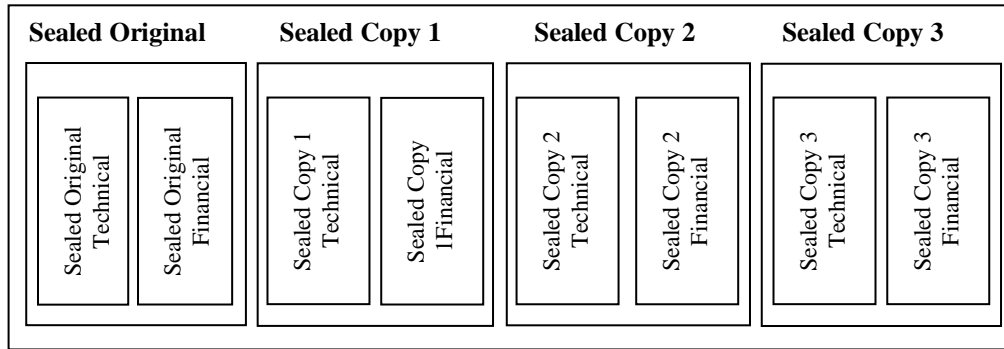 Sealed Original
Sealed Copy 1
Sealed Copy 2
Sealed Copy 3
Sealed Original
Technical
Sealed Original
Financial
Sealed Copy 1
Technical
Sealed Copy
1Financial
Sealed Copy 2
Technical
Sealed Copy 2
Financial
Sealed Copy 3
Technical
Sealed Copy 3
Financial